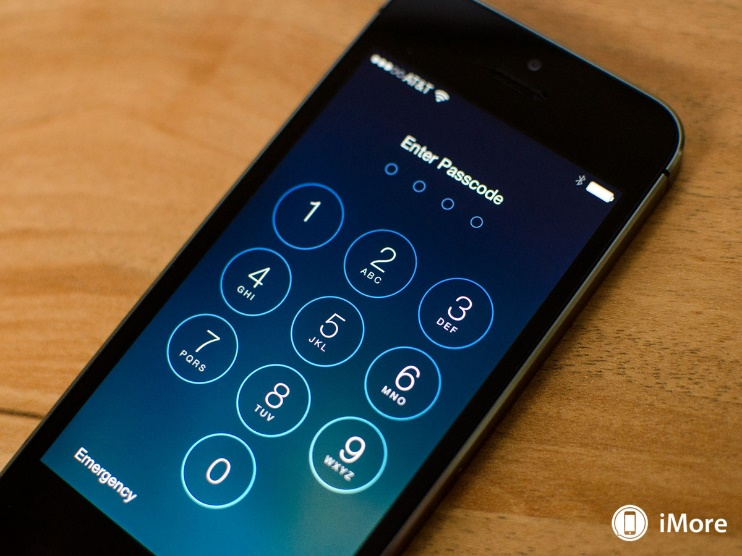 AT&T
Enter Passcode
1
2
ABC
3
DEF
4
GHI
5
JKL
6
MNO
7
PQRS
8
TUV
9
WXYZ
0
Emergency
iMore